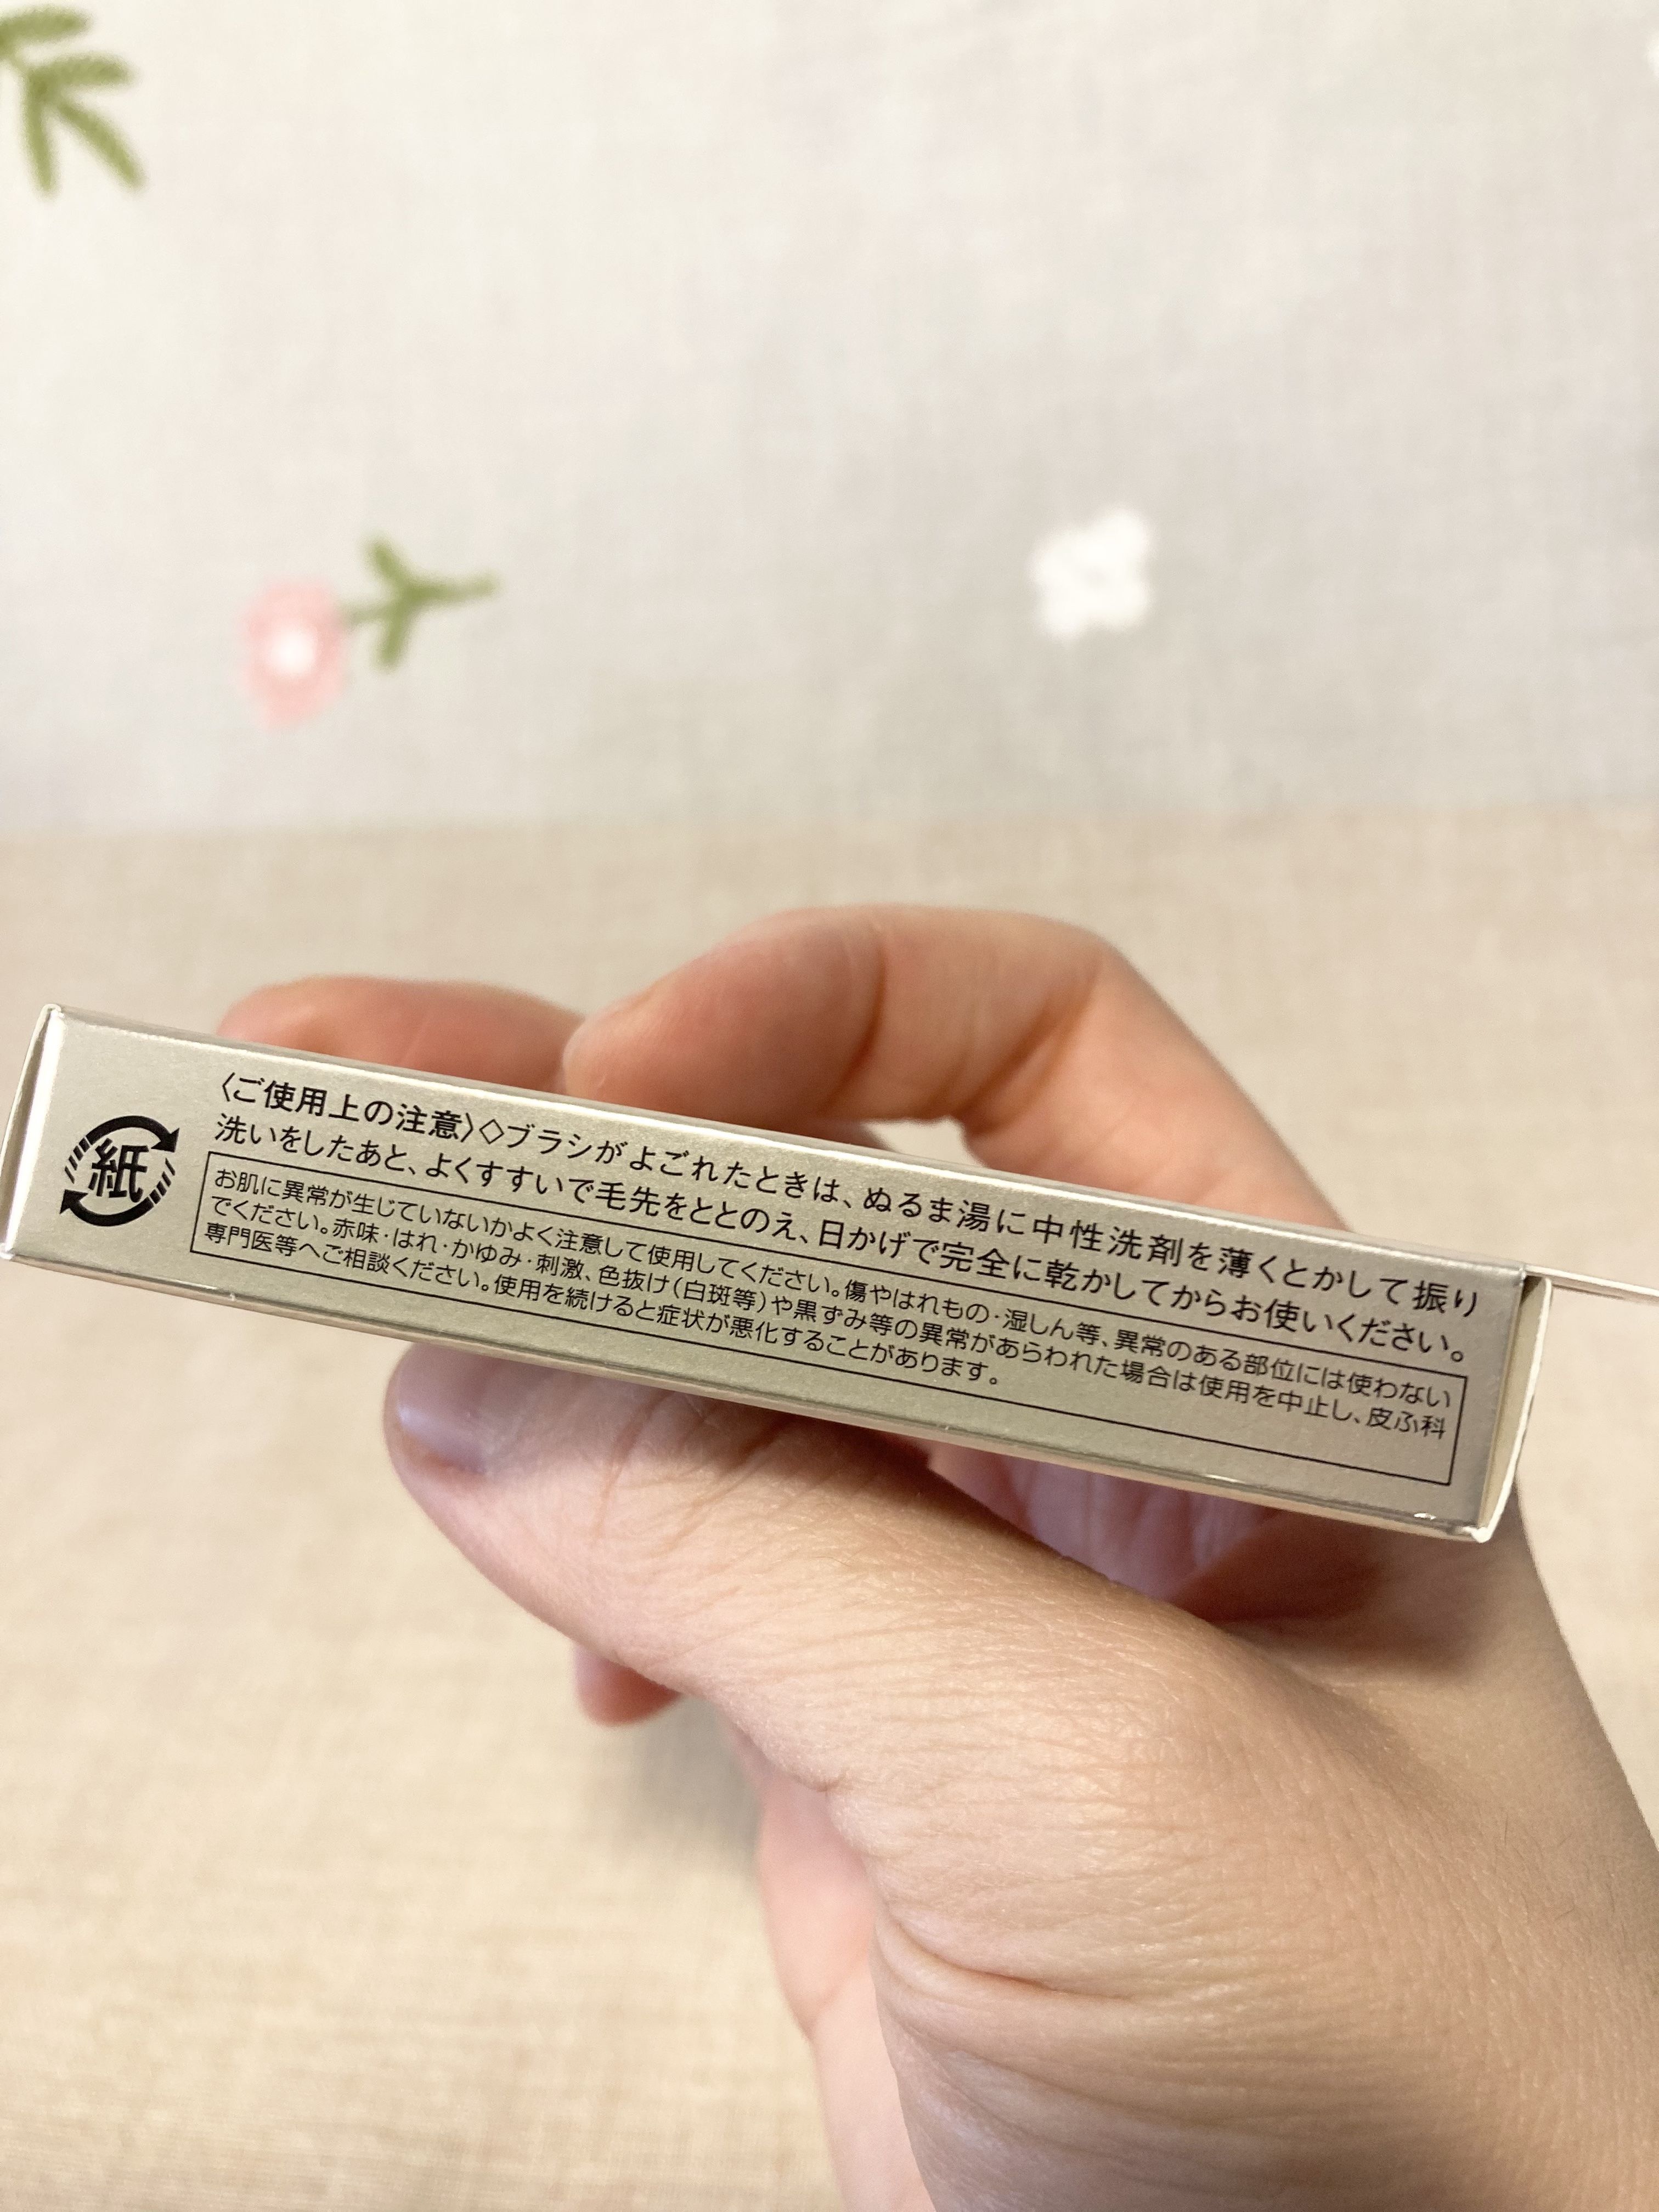 紙
〈ご使用上の注意〉◇ブラシがよごれたときは、ぬるま湯に中性洗剤を薄くとかして振り
洗いをしたあと、よくすすいで毛先をととのえ、日かげで完全に乾かしてからお使いください。
お肌に異常が生じていないかよく注意して使用してください。傷やはれもの・湿しん等、異常のある部位には使わない
でください。赤味・はれ・かゆみ・刺激、色抜け(白斑等)や黒ずみ等の異常があらわれた場合は使用を中止し、皮ふ科
専門医等へご相談ください。使用を続けると症状が悪化することがあります。